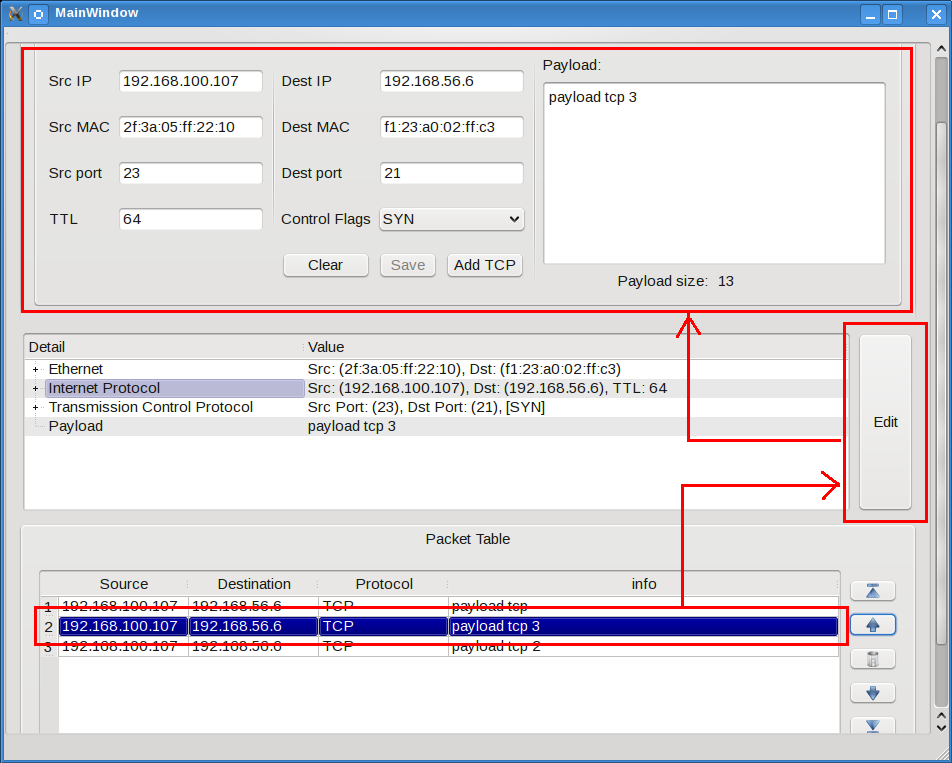 MainWindow
Src IP 192.168.100.107 Dest IP 192.168.56.6 Payload:
payload tcp 3
Src MAC 2f:3a:05:ff:22:10 Dest MAC f1:23:a0:02:ff:c3
Src port 23 Dest port 21
TTL 64 Control Flags SYN
Clear Save Add TCP
Payload size: 13
Detail Value
Ethernet Src: (2f:3a:05:ff:22:10), Dst: (f1:23:a0:02:ff:c3)
Internet Protocol Src: (192.168.100.107), Dst: (192.168.56.6), TTL: 64
Transmission Control Protocol Src Port: (23), Dst Port: (21), [SYN]
Payload payload tcp 3
Edit
Packet Table
Source Destination Protocol info
1 192.168.100.107 192.168.56.6 TCP payload tcp
2 192.168.100.107 192.168.56.6 TCP payload tcp 3
3 192.168.100.107 192.168.56.6 TCP payload tcp 2